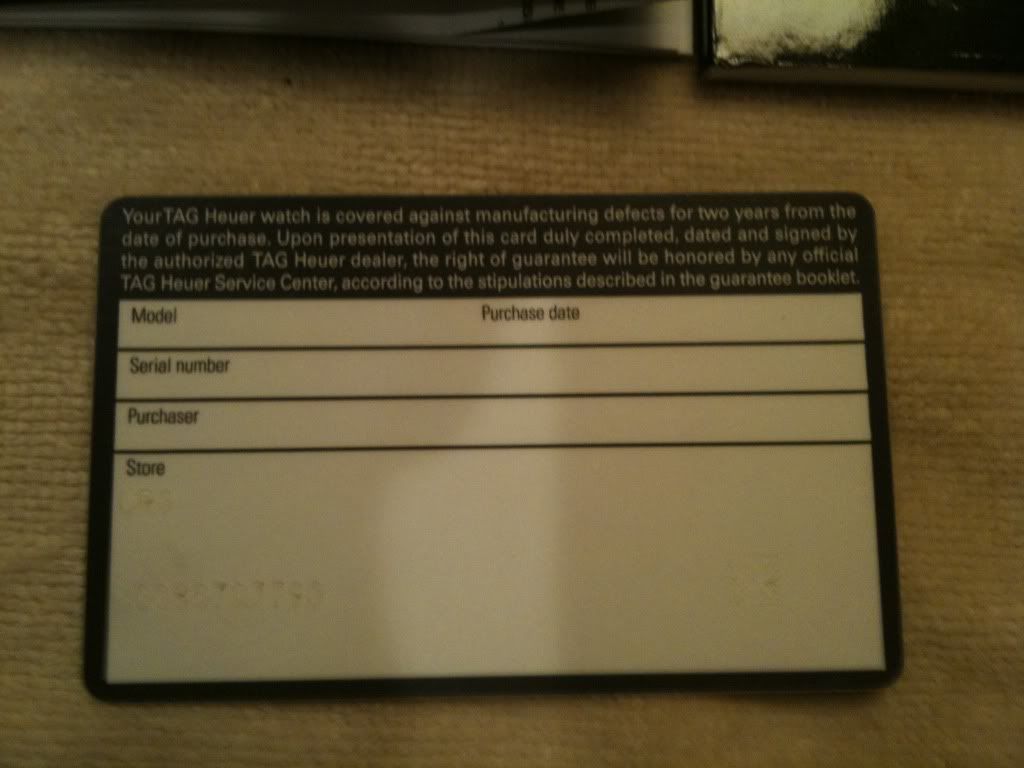 Your TAG Heuer watch is covered against manufacturing defects for two years from the
date of purchase. Upon presentation of this card duly completed, dated and signed by
the authorized TAG Heuer dealer, the right of guarantee will be honored by any official
TAG Heuer Service Center, according to the stipulations described in the guarantee booklet.
Model Purchase date
Serial number
Purchaser
Store